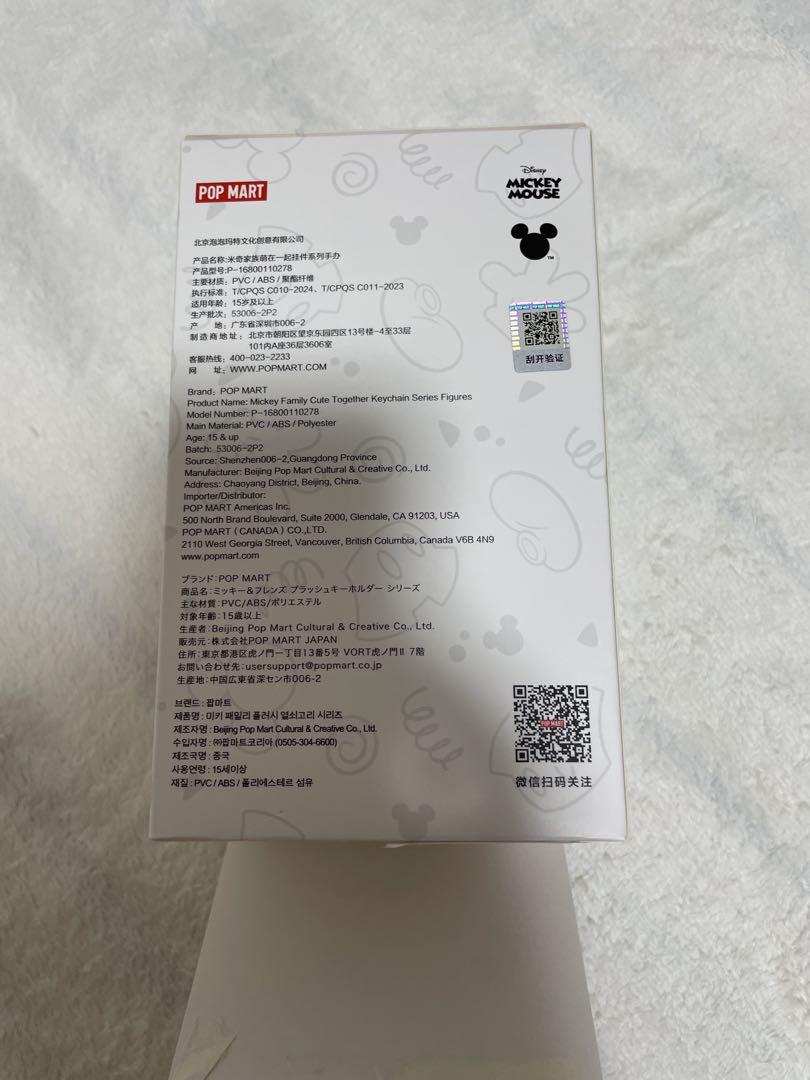 POP MART
Disney
MICKEY
MOUSE
TM
北京泡泡玛特文化创意有限公司
产品名称:米奇家族萌在一起挂件系列手办
产品型号:P-16800110278
主要材质：PVC / ABS / 聚酯纤维
执行标准：T/CPQS C010-2024、T/CPQS C011-2023
适用年龄：15岁及以上
生产批次：53006-2P2
产 地：广东省深圳市006-2
制造商地址：北京市朝阳区望京东园四区13号楼-4至33层
101内A座36层3606室
客服热线：400-023-2233
网 址：WWW.POPMART.COM
刮开验证
Brand：POP MART
Product Name: Mickey Family Cute Together Keychain Series Figures
Model Number: P-16800110278
Main Material: PVC / ABS / Polyester
Age: 15 & up
Batch: 53006-2P2
Source: Shenzhen006-2,Guangdong Province
Manufacturer: Beijing Pop Mart Cultural & Creative Co., Ltd.
Address: Chaoyang District, Beijing, China.
Importer/Distributor:
POP MART Americas Inc.
500 North Brand Boulevard, Suite 2000, Glendale, CA 91203, USA
POP MART（CANADA）CO.,LTD.
2110 West Georgia Street, Vancouver, British Columbia, Canada V6B 4N9
www.popmart.com
ブランド:POP MART
商品名:ミッキー&フレンズ プラッシュキーホルダー シリーズ
主な材質:PVC/ABS/ポリエステル
対象年齢:15歳以上
生産者:Beijing Pop Mart Cultural & Creative Co., Ltd.
販売元:株式会社POP MART JAPAN
住所:東京都港区虎ノ門一丁目13番5号 VORT虎ノ門II 7階
お問い合わせ先:usersupport@popmart.co.jp
生産地:中国広東省深セン市006-2
브랜드 : 팝마트
제품명 : 미키 패밀리 플러시 열쇠고리 시리즈
제조자명 : Beijing Pop Mart Cultural & Creative Co., Ltd.
수입자명 : ㈜팝마트코리아 (0505-304-6600)
제조국명 : 중국
사용연령 : 15세이상
재질 : PVC / ABS / 폴리에스테르 섬유
POP MART
微信扫码关注